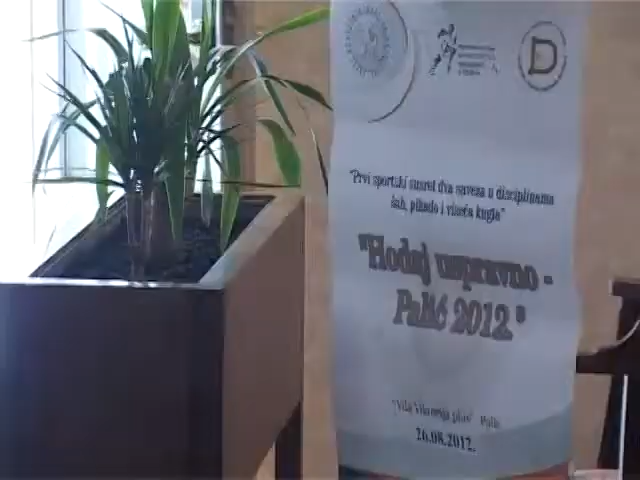 D
"Prvi sportski susret dva saveza u disciplinama
šah, pikado i viseća kugla"
"Hodaj uspravno -
Palić 2012."
"Vila Viktorija plus" Palić
26.08.2012.